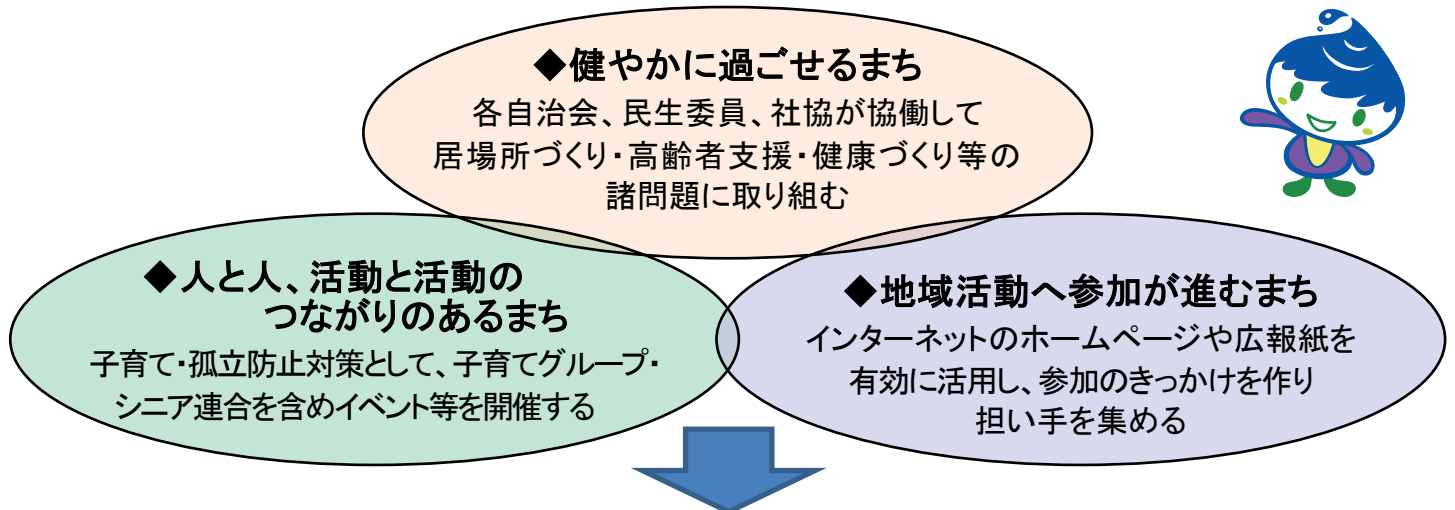 ◆健やかに過ごせるまち
各自治会、民生委員、社協が協働して
居場所づくり・高齢者支援・健康づくり等の
諸問題に取り組む
◆人と人、活動と活動の
つながりのあるまち
子育て・孤立防止対策として、子育てグループ・
シニア連合を含めイベント等を開催する
◆地域活動へ参加が進むまち
インターネットのホームページや広報紙を
有効に活用し、参加のきっかけを作り
担い手を集める